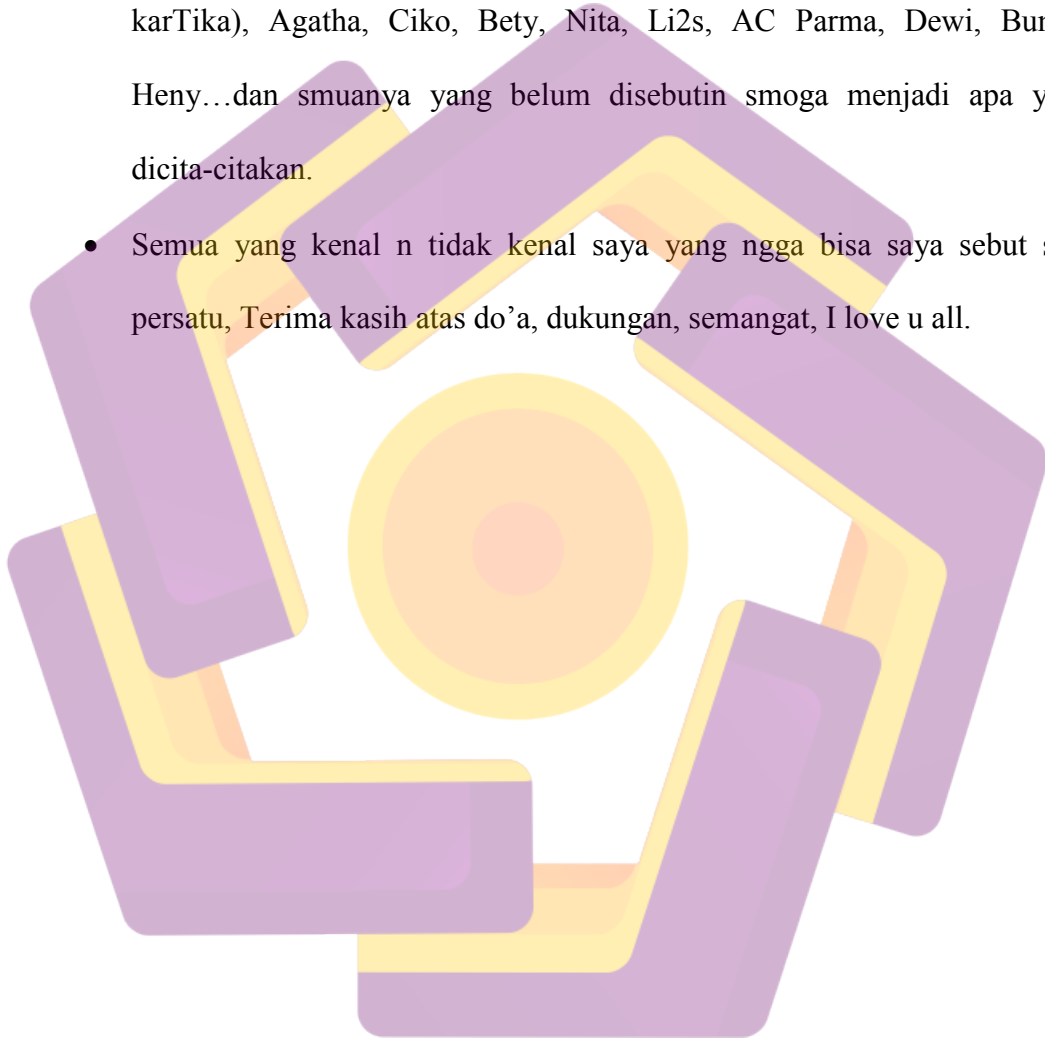 karTika), Agatha, Ciko, Bety, Nita, Li2s, AC Parma, Dewi,
Heny…dan smuanya yang belum disebutin smoga menjadi apa
dicita-citakan.
• Semua yang kenal n tidak kenal saya yang ngga bisa saya sebut
persatu, Terima kasih atas do’a, dukungan, semangat, I love u all.